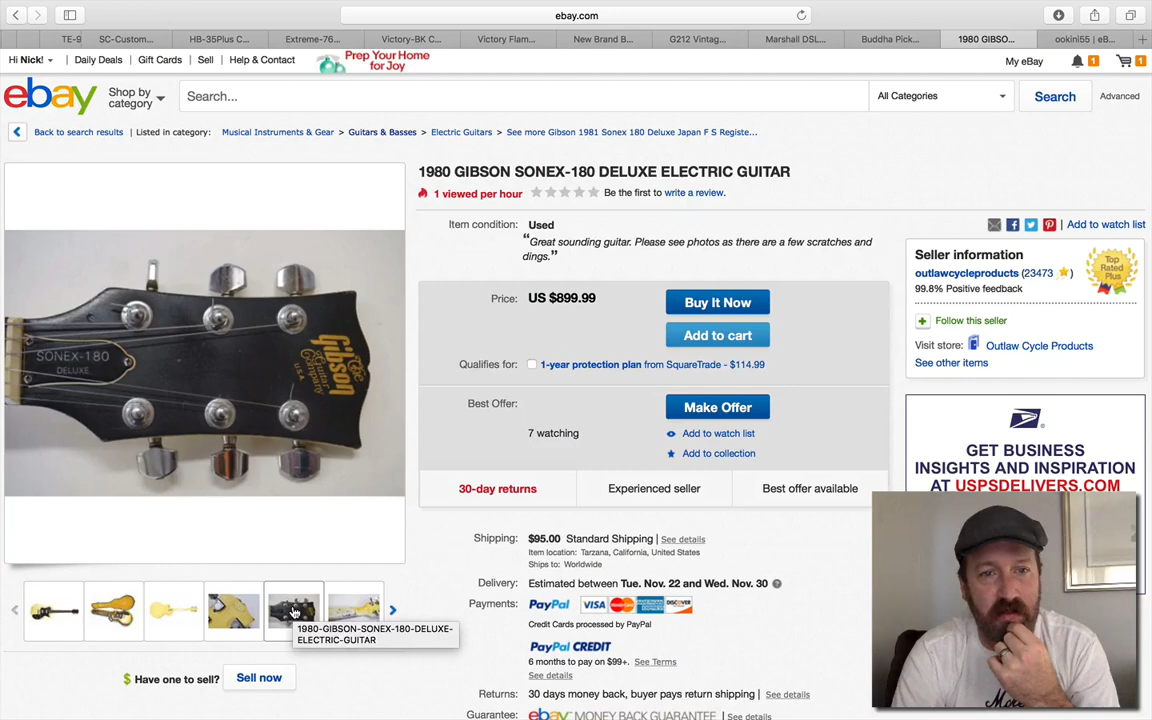 ebay.com
TE-9
SC-Custom...
HB-35Plus C...
Extreme-76...
Victory-BK C...
Victory Flam...
New Brand B...
G212 Vintag...
Marshall DSL...
Buddha Pick...
1980 GIBSO...
ookini55 | eB...
Hi Nick!
Daily Deals
Gift Cards
Sell
Help & Contact
Prep Your Home
for Joy
My eBay
1
1
ebay
Shop by
category
Search...
All Categories
Search
Advanced
Back to search results
Listed in category:
Musical Instruments & Gear > Guitars & Basses > Electric Guitars > See more Gibson 1981 Sonex 180 Deluxe Japan F S Registe...
1980 GIBSON SONEX-180 DELUXE ELECTRIC GUITAR
1 viewed per hour
Be the first to write a review.
Item condition: Used
"Great sounding guitar. Please see photos as there are a few scratches and
dings."
Add to watch list
Seller information
outlawcycleproducts (23473 )
99.8% Positive feedback
Top
Rated
Plus
Follow this seller
Visit store: Outlaw Cycle Products
See other items
Price: US $899.99
Buy It Now
Add to cart
Qualifies for: 1-year protection plan from SquareTrade - $114.99
Best Offer:
Make Offer
7 watching
Add to watch list
Add to collection
30-day returns
Experienced seller
Best offer available
SONEX-180
DELUXE
Gibson
Guitar
Company
U.S.A.
GET BUSINESS
INSIGHTS AND INSPIRATION
AT USPSDELIVERS.COM
Shipping: $95.00 Standard Shipping | See details
Item location: Tarzana, California, United States
Ships to: Worldwide
Delivery: Estimated between Tue. Nov. 22 and Wed. Nov. 30
Payments: PayPal VISA MasterCard AMERICAN EXPRESS DISCOVER
Credit Cards processed by PayPal
PayPal CREDIT
6 months to pay on $99+. See Terms
See details
Returns: 30 days money back, buyer pays return shipping | See details
Guarantee: ebay MONEY BACK GUARANTEE | See details
1980-GIBSON-SONEX-180-DELUXE-
ELECTRIC-GUITAR
Have one to sell?
Sell now